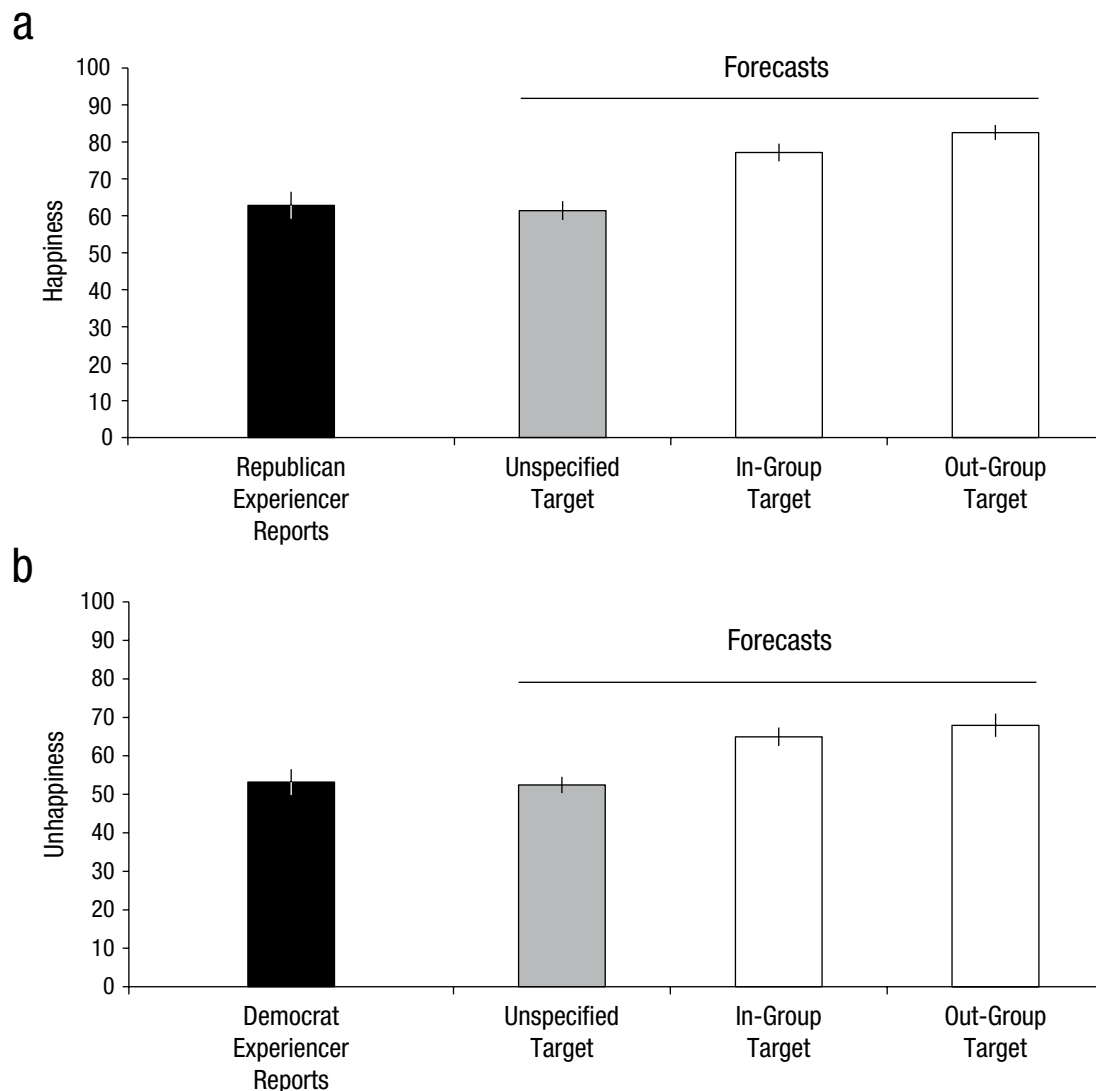 a
Forecasts
100
90
80
70
60
50
40
30
20
10
0
Happiness
Republican
Experiencer
Reports
Unspecified
Target
In-Group
Target
Out-Group
Target
b
Forecasts
100
90
80
70
60
50
40
30
20
10
0
Unhappiness
Democrat
Experiencer
Reports
Unspecified
Target
In-Group
Target
Out-Group
Target